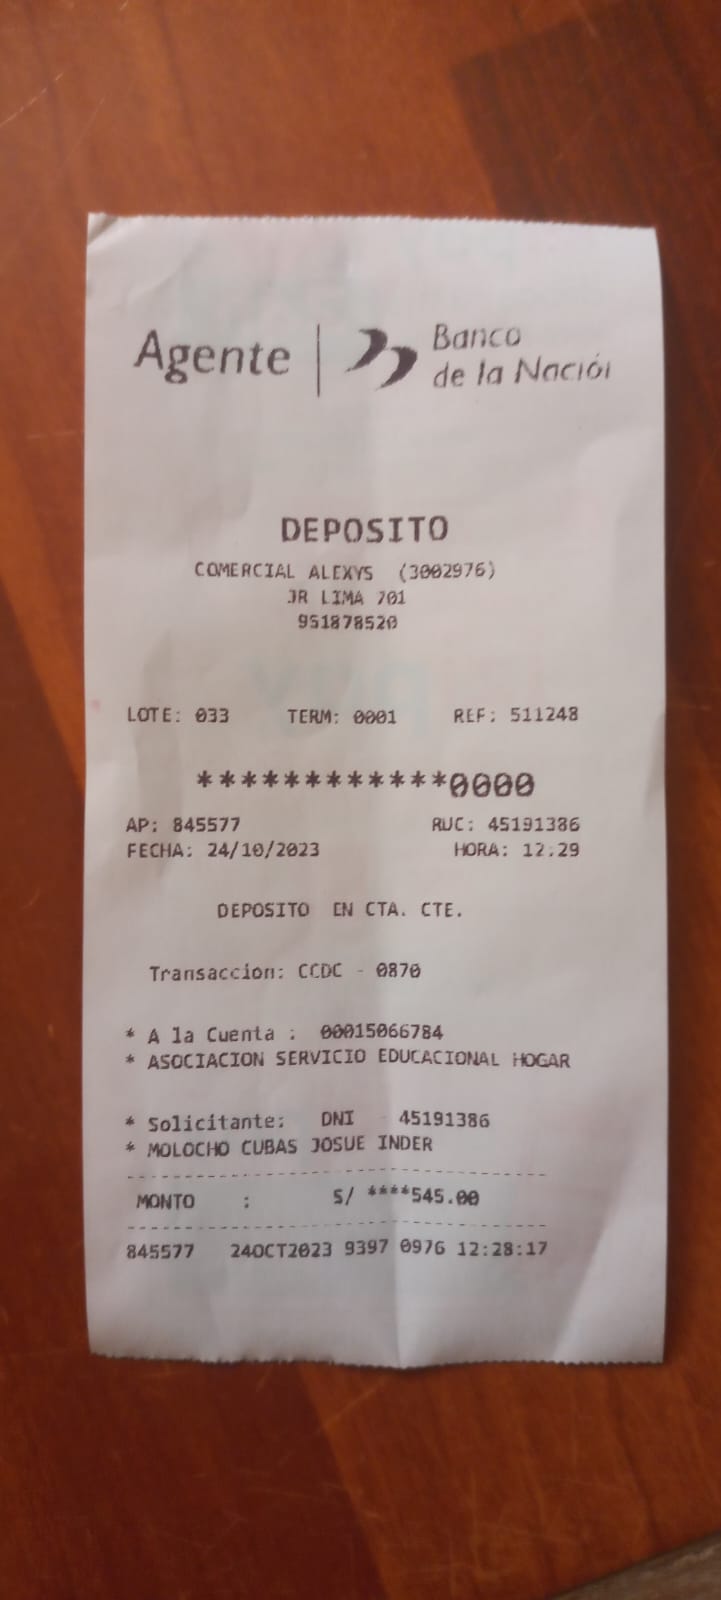 Agente | Banco
de la Nación
DEPOSITO
COMERCIAL ALEXYS (3002976)
JR LIMA 701
951878520
LOTE: 033 TERM: 0001 REF: 511248
************0000
AP: 845577 RUC: 45191386
FECHA: 24/10/2023 HORA: 12:29
DEPOSITO EN CTA. CTE.
Transaccion: CCDC - 0870
* A la Cuenta : 00015066784
* ASOCIACION SERVICIO EDUCACIONAL HOGAR
* Solicitante: DNI - 45191386
* MOLOCHO CUBAS JOSUE INDER
MONTO : S/ ****545.00
845577 24OCT2023 9397 0976 12:28:17